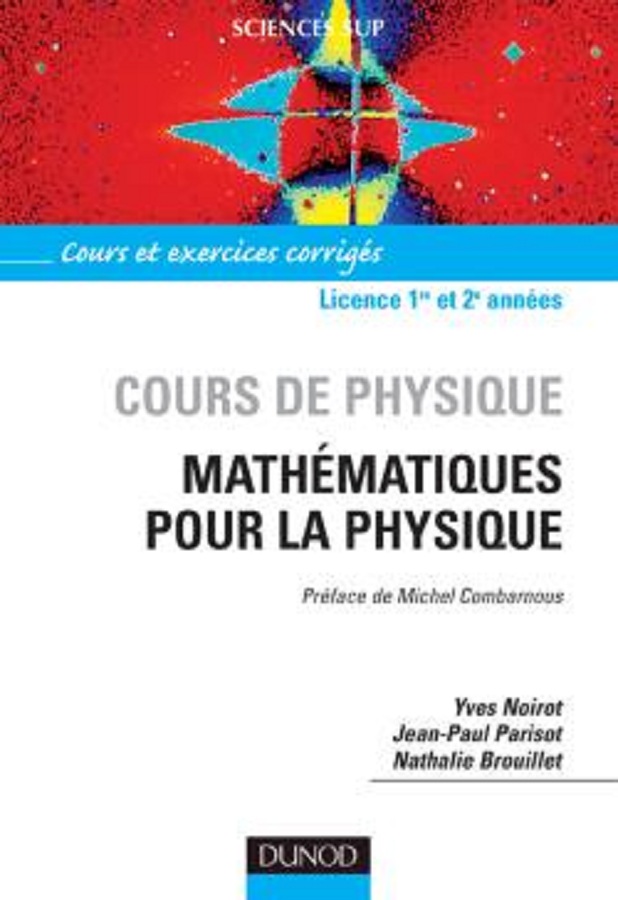 SCIENCES SUP
Cours et exercices corrigés
Licence 1re et 2e années
COURS DE PHYSIQUE
MATHÉMATIQUES
POUR LA PHYSIQUE
Préface de Michel Combarnous
Yves Noirot
Jean-Paul Parisot
Nathalie Brouillet
DUNOD